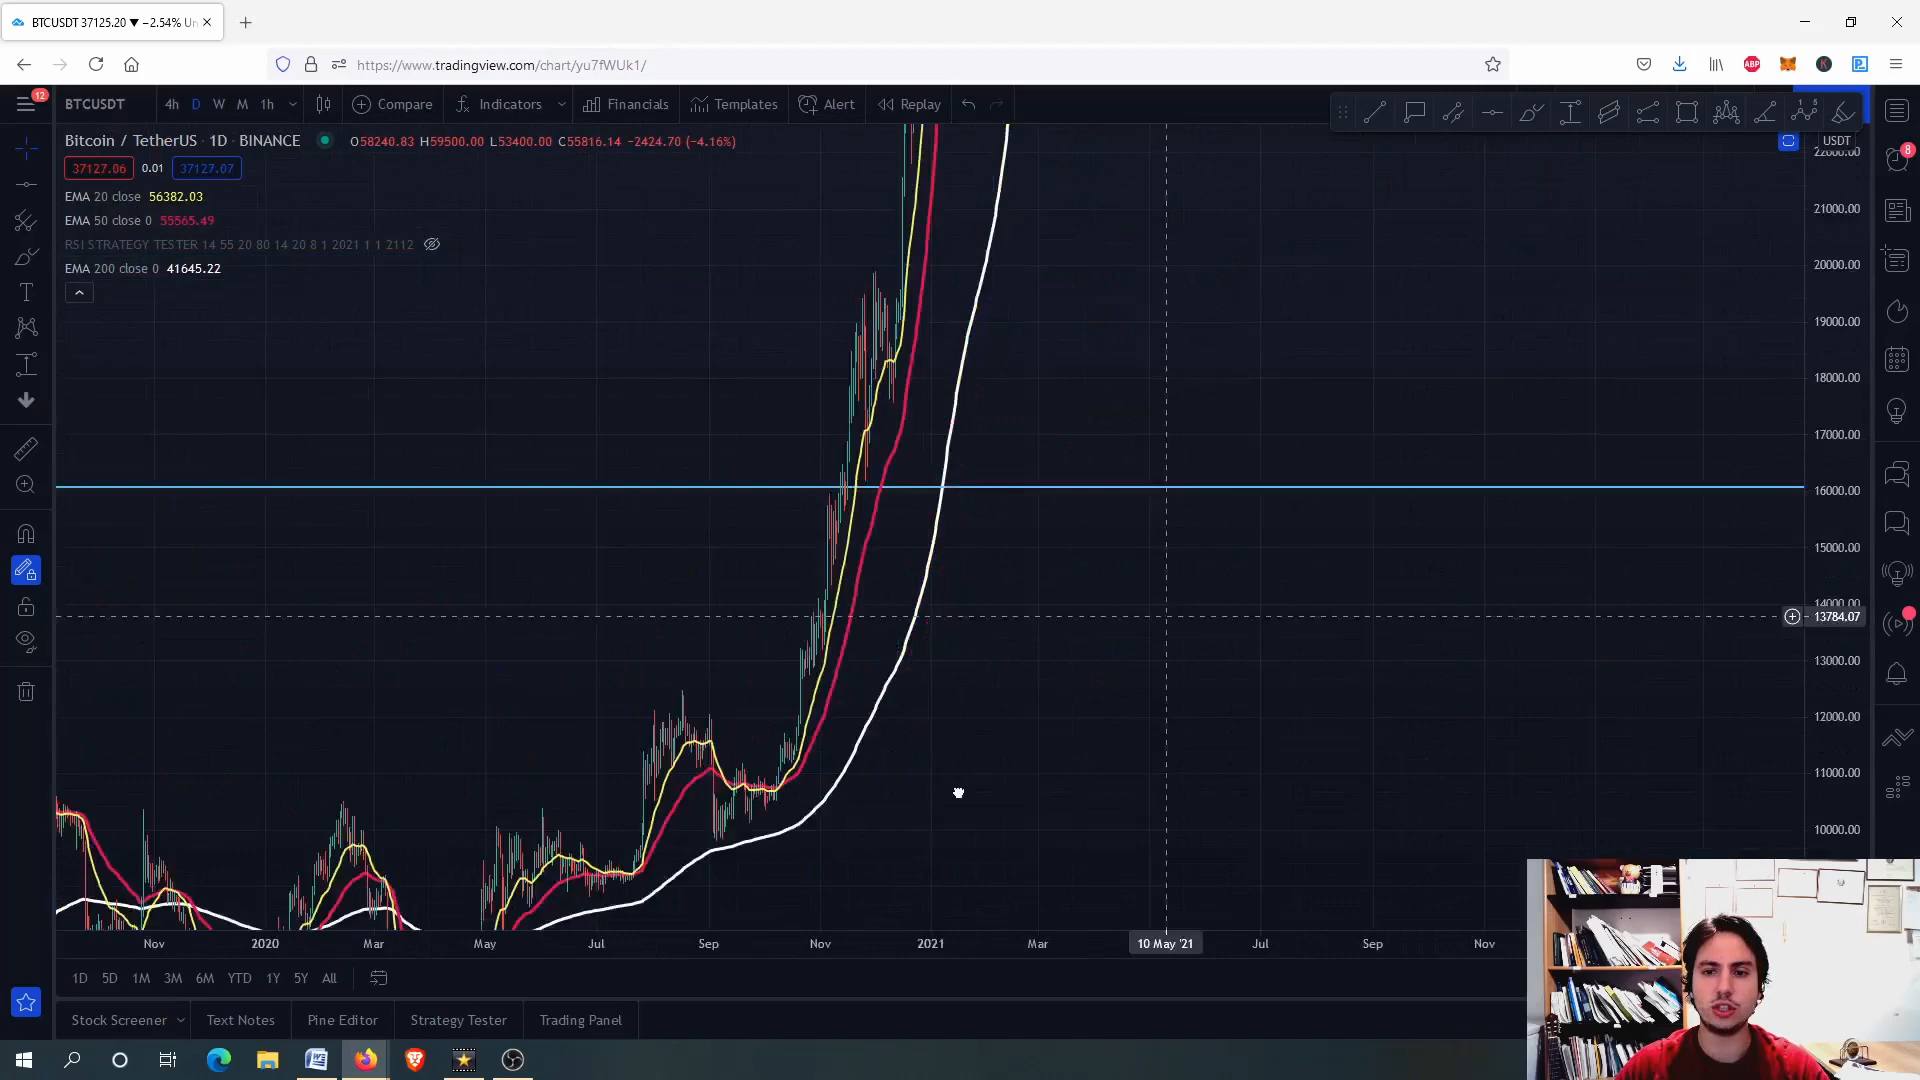 BTCUSDT 37125.20 ▼ −2.54% Un
https://www.tradingview.com/chart/yu7fWUk1/
ABP
K
12
BTCUSDT
4h D W M 1h
Compare
Indicators
Financials
Templates
Alert
Replay
Bitcoin / TetherUS · 1D · BINANCE
O58240.83 H59500.00 L53400.00 C55816.14 −2424.70 (−4.16%)
USDT
37127.06 0.01 37127.07
EMA 20 close 56382.03
EMA 50 close 0 55565.49
RSI STRATEGY TESTER 14 55 20 80 14 20 8 1 2021 1 1 2112
EMA 200 close 0 41645.22
8
22000.00
21000.00
20000.00
19000.00
18000.00
17000.00
16000.00
15000.00
14000.00
13784.07
13000.00
12000.00
11000.00
10000.00
Nov 2020 Mar May Jul Sep Nov 2021 Mar 10 May '21 Jul Sep Nov
1D 5D 1M 3M 6M YTD 1Y 5Y All
Stock Screener Text Notes Pine Editor Strategy Tester Trading Panel